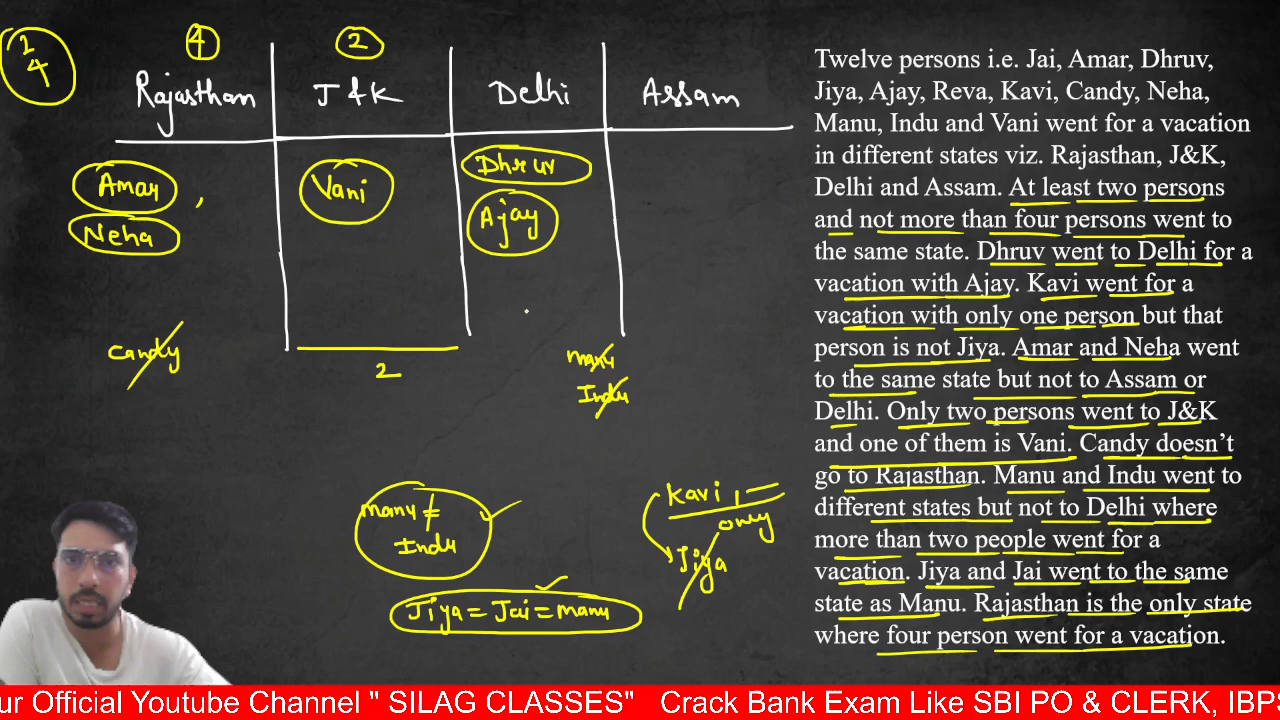 1
4
4
2
Rajasthan
J&K
Delhi
Assam
Amar ,
Neha
Vani
Dhruv
Ajay
Candy
2
Manu
Indu
Manu ≠
Indu
Jiya = Jai = Manu
Kavi, =
only
Jiya
Twelve persons i.e. Jai, Amar, Dhruv,
Jiya, Ajay, Reva, Kavi, Candy, Neha,
Manu, Indu and Vani went for a vacation
in different states viz. Rajasthan, J&K,
Delhi and Assam. At least two persons
and not more than four persons went to
the same state. Dhruv went to Delhi for a
vacation with Ajay. Kavi went for a
vacation with only one person but that
person is not Jiya. Amar and Neha went
to the same state but not to Assam or
Delhi. Only two persons went to J&K
and one of them is Vani. Candy doesn’t
go to Rajasthan. Manu and Indu went to
different states but not to Delhi where
more than two people went for a
vacation. Jiya and Jai went to the same
state as Manu. Rajasthan is the only state
where four person went for a vacation.
ur Official Youtube Channel " SILAG CLASSES" Crack Bank Exam Like SBI PO & CLERK, IBPS